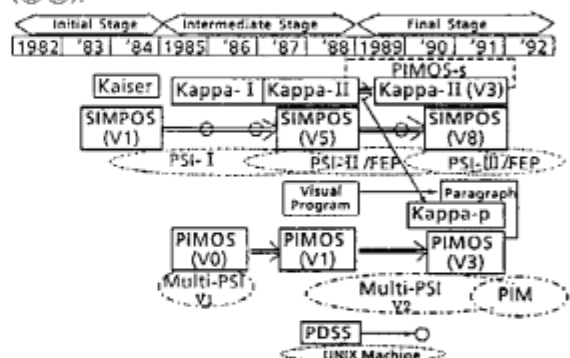 Initial Stage Intermediate Stage Final Stage
1982 '83 '84 1985 '86 '87 '88 1989 '90 '91 '92
PIMOS-s
Kaiser Kappa-I Kappa-II Kappa-II (V3)
SIMPOS (V1) SIMPOS (V5) SIMPOS (V8)
PSI-I PSI-II/FEP PSI-III/FEP
Visual Program Paragraph
Kappa-p
PIMOS (V0) PIMOS (V1) PIMOS (V3)
Multi-PSI V1 Multi-PSI V2 PIM
PDSS
UNIX Machine